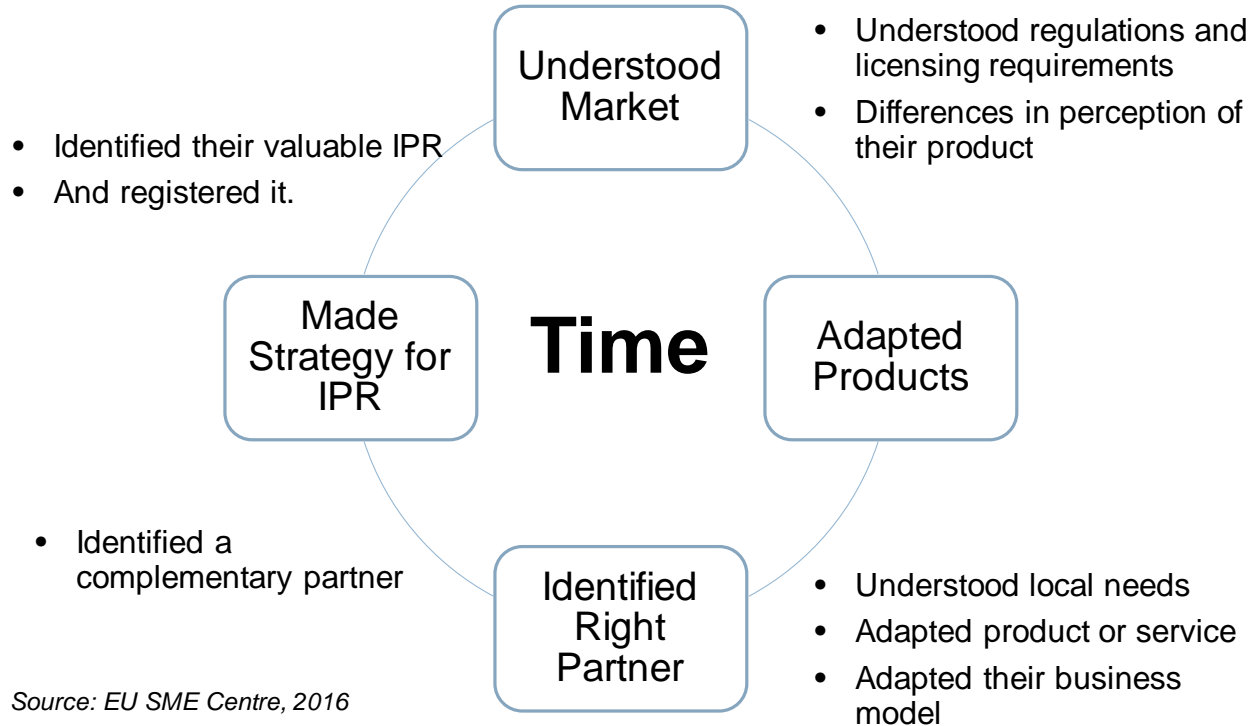 Understood
Market
• Understood regulations and
licensing requirements
• Differences in perception of
their product
• Identified their valuable IPR
• And registered it.
Made
Strategy for
IPR
Time
Adapted
Products
• Identified a
complementary partner
Identified
Right
Partner
• Understood local needs
• Adapted product or service
• Adapted their business
model
Source: EU SME Centre, 2016